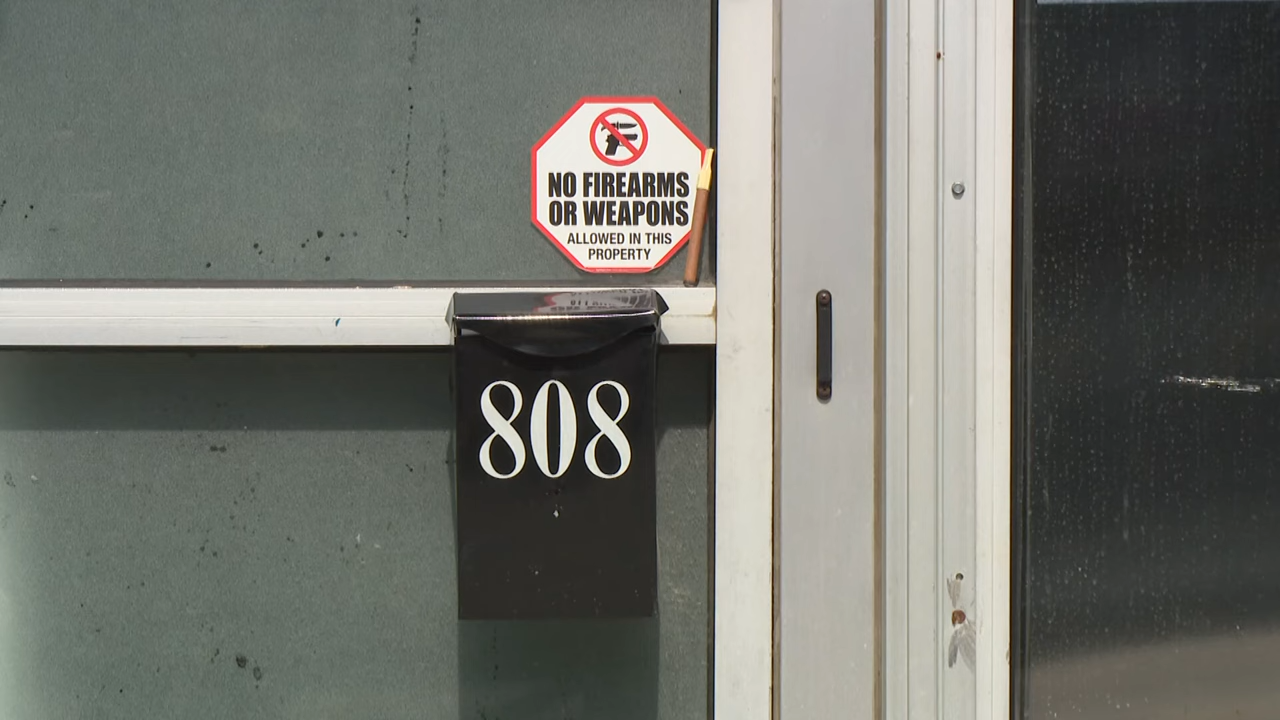 NO FIREARMS
OR WEAPONS
ALLOWED IN THIS
PROPERTY
808